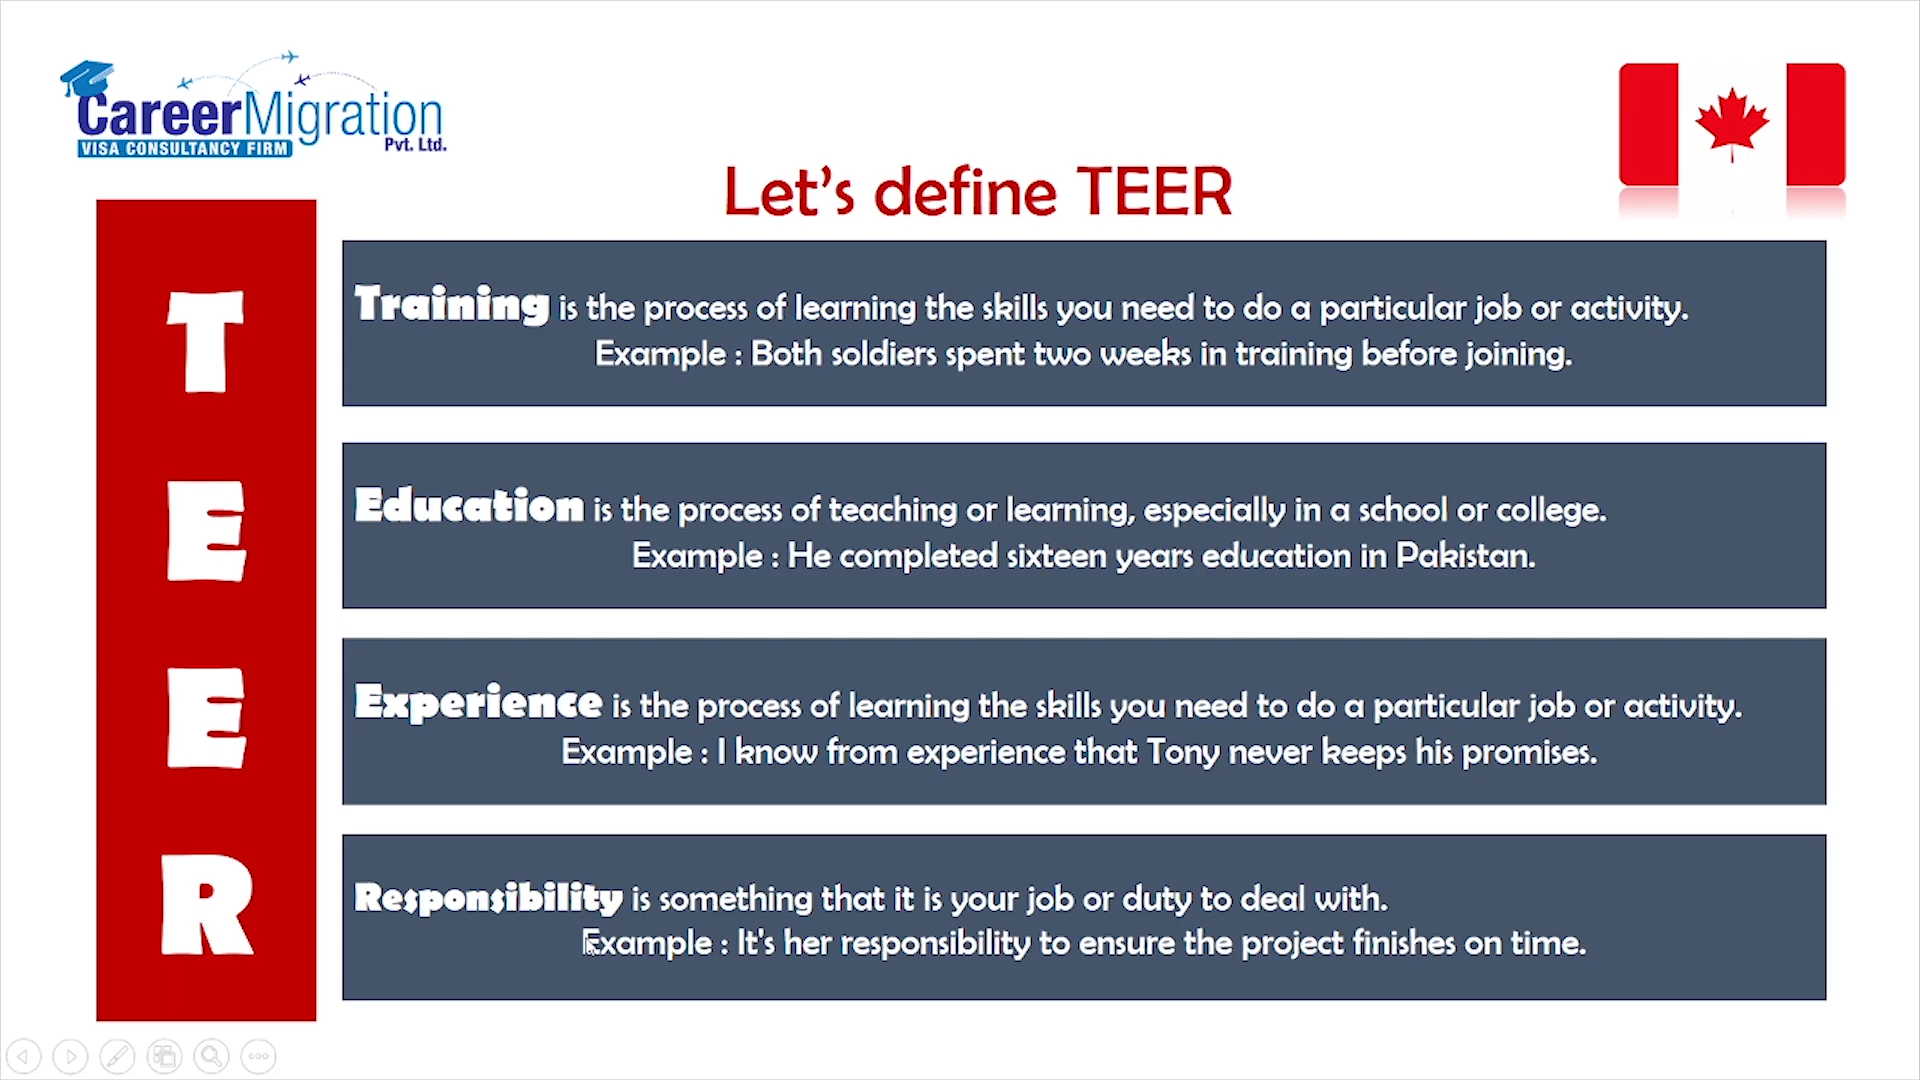 CareerMigration
VISA CONSULTANCY FIRM
Pvt. Ltd.
Let's define TEER
T
E
E
R
Training is the process of learning the skills you need to do a particular job or activity.
Example : Both soldiers spent two weeks in training before joining.
Education is the process of teaching or learning, especially in a school or college.
Example : He completed sixteen years education in Pakistan.
Experience is the process of learning the skills you need to do a particular job or activity.
Example : I know from experience that Tony never keeps his promises.
Responsibility is something that it is your job or duty to deal with.
Example : It's her responsibility to ensure the project finishes on time.